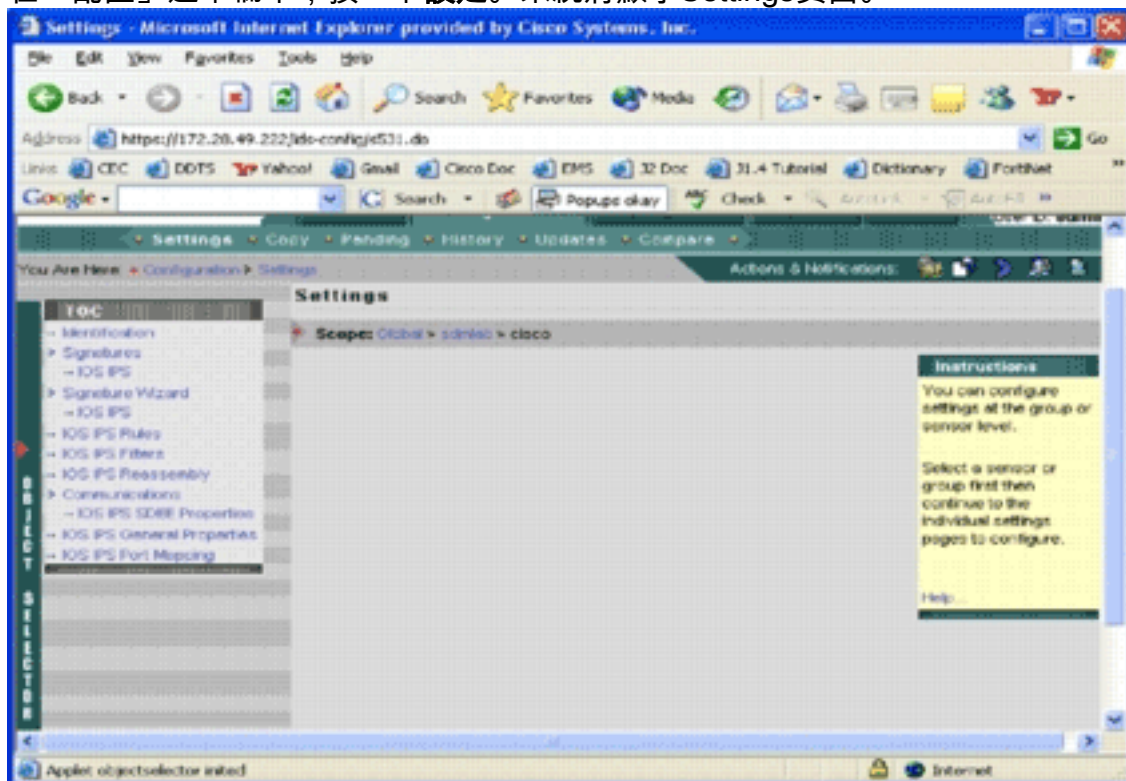 Settings - Microsoft Internet Explorer provided by Cisco Systems, Inc.
File Edit View Favorites Tools Help
Back Search Favorites Media
Address https://172.28.49.222/ids-config/s531.do Go
Links CEC DDTS Yahoo! Gmail Cisco Doc EMS 32 Doc 31.4 Tutorial Dictionary FortiNet
Google Search Popups okay Check
Settings Copy Pending History Updates Compare
You Are Here: Configuration > Settings Actions & Notifications:
Settings
TOC
Scope: Global > > cisco
Identification
Signatures
IOS IPS
Signature Wizard
IOS IPS
IOS IPS Rules
IOS IPS Filters
IOS IPS Reassembly
Communications
IOS IPS SDEE Properties
IOS IPS General Properties
IOS IPS Port Mapping
OBJECT SELECTOR
Instructions
You can configure
settings at the group or
sensor level.
Select a sensor or
group first then
continue to the
individual settings
pages to configure.
Help...
Applet objectselector inited Internet